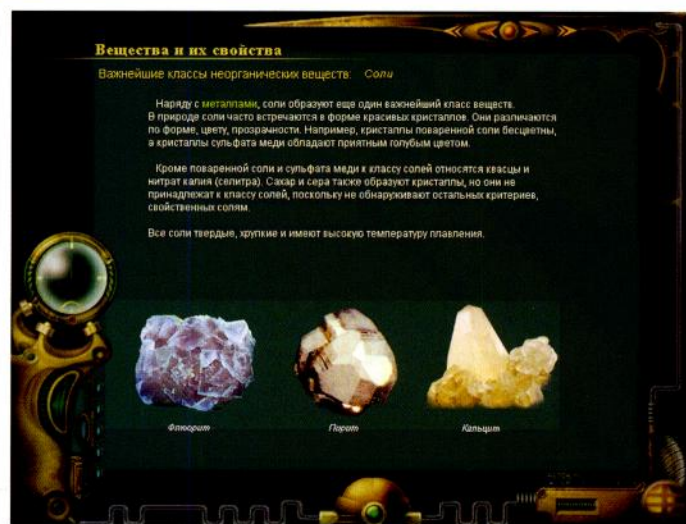 Вещества и их свойства
Важнейшие классы неорганических веществ: Соли
Наряду с металлами, соли образуют еще один важнейший класс веществ.
В природе соли часто встречаются в форме красивых кристаллов. Они различаются
по форме, цвету, прозрачности. Например, кристаллы поваренной соли бесцветны,
а кристаллы сульфата меди обладают приятным голубым цветом.
Кроме поваренной соли и сульфата меди к классу солей относятся квасцы и
нитрат калия (селитра). Сахар и сера также образуют кристаллы, но они не
принадлежат к классу солей, поскольку не обнаруживают остальных критериев,
свойственных солям.
Все соли твердые, хрупкие и имеют высокую температуру плавления.
Флюорит
Пирит
Кальцит